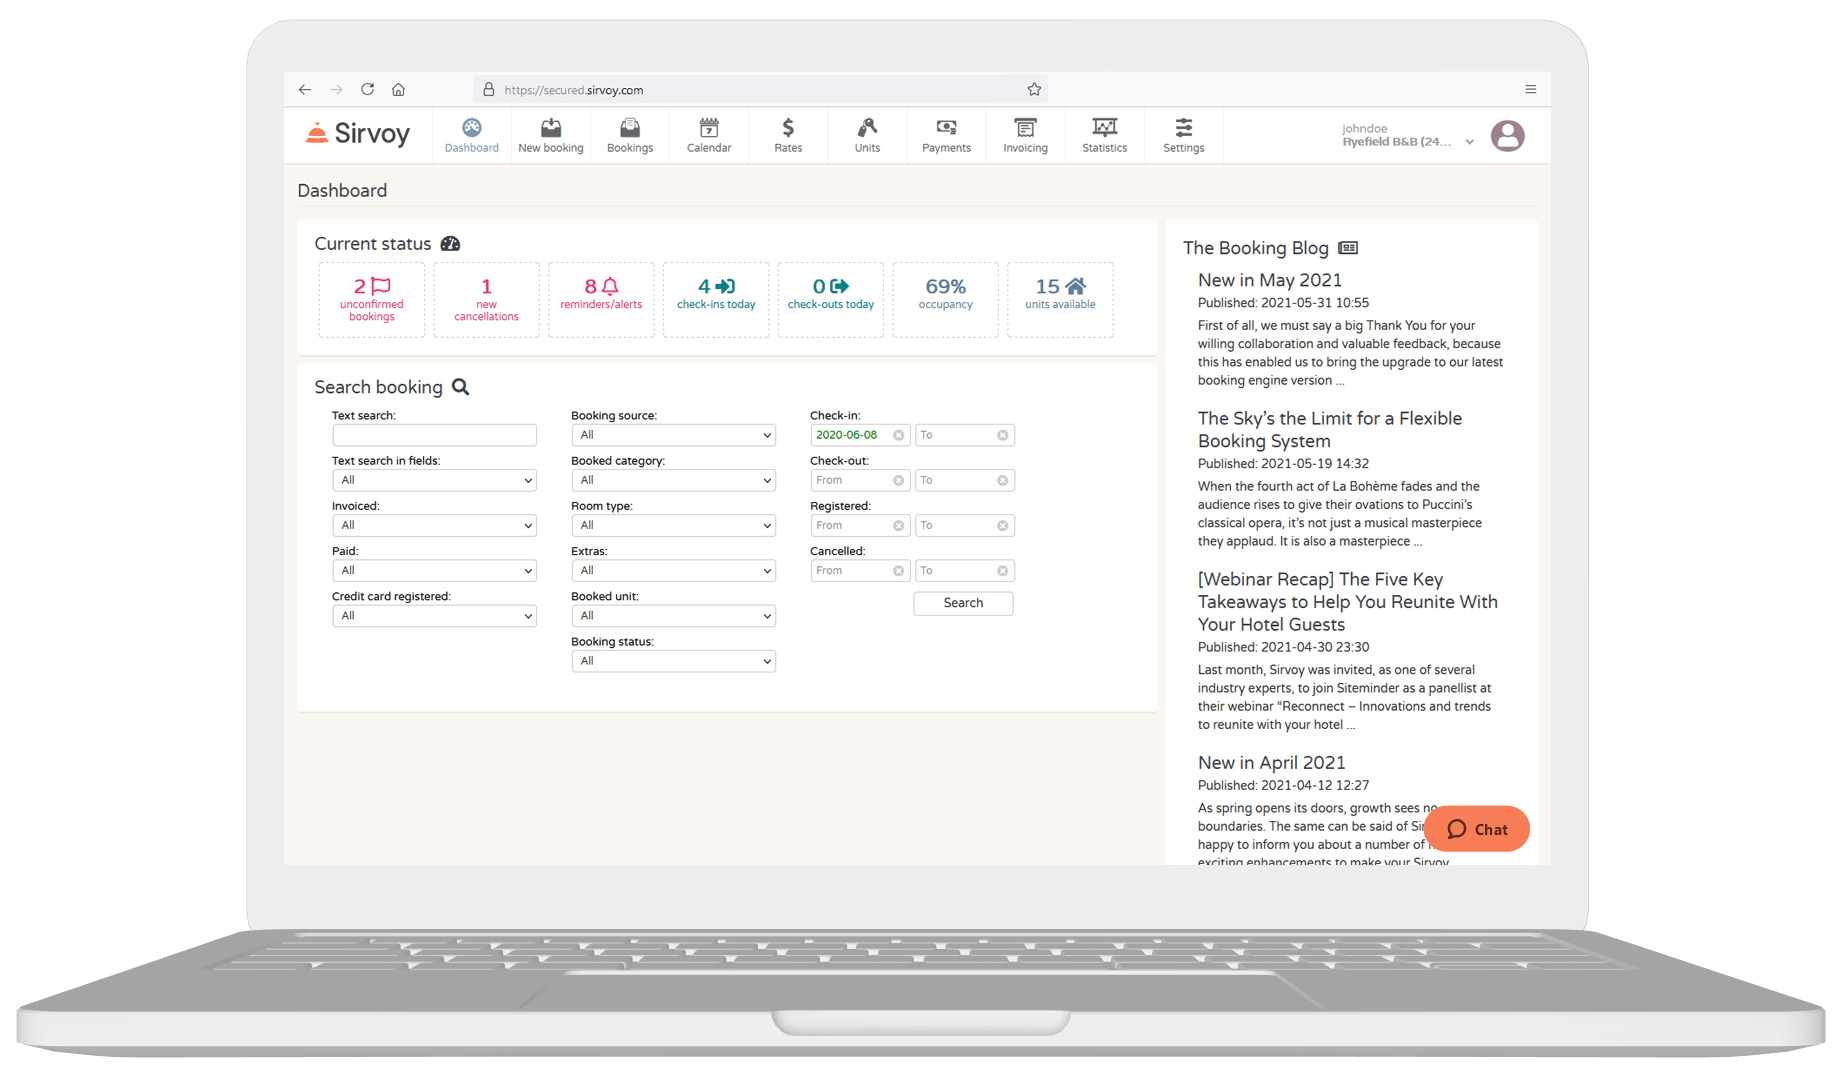 https://secured.sirvoy.com
Sirvoy
Dashboard
New booking
Bookings
7
Calendar
$
Rates
Units
Payments
Invoicing
Statistics
Settings
johndoe
Ryefield B&B (24...
Dashboard
Current status
2
unconfirmed
bookings
1
new
cancellations
8
reminders/alerts
4
check-ins today
0
check-outs today
69%
occupancy
15
units available
Search booking
Text search:
Text search in fields:
All
Invoiced:
All
Paid:
All
Credit card registered:
All
Booking source:
All
Booked category:
All
Room type:
All
Extras:
All
Booked unit:
All
Booking status:
All
Check-in:
2020-06-08 To
Check-out:
From To
Registered:
From To
Cancelled:
From To
Search
The Booking Blog
New in May 2021
Published: 2021-05-31 10:55
First of all, we must say a big Thank You for your
willing collaboration and valuable feedback, because
this has enabled us to bring the upgrade to our latest
booking engine version ...
The Sky's the Limit for a Flexible
Booking System
Published: 2021-05-19 14:32
When the fourth act of La Bohème fades and the
audience rises to give their ovations to Puccini's
classical opera, it's not just a musical masterpiece
they applaud. It is also a masterpiece ...
[Webinar Recap] The Five Key
Takeaways to Help You Reunite With
Your Hotel Guests
Published: 2021-04-30 23:30
Last month, Sirvoy was invited, as one of several
industry experts, to join Siteminder as a panellist at
their webinar “Reconnect – Innovations and trends
to reunite with your hotel ...
New in April 2021
Published: 2021-04-12 12:27
As spring opens its doors, growth sees no
boundaries. The same can be said of
happy to inform you about a number of
exciting enhancements to make your Sirvoy
Chat